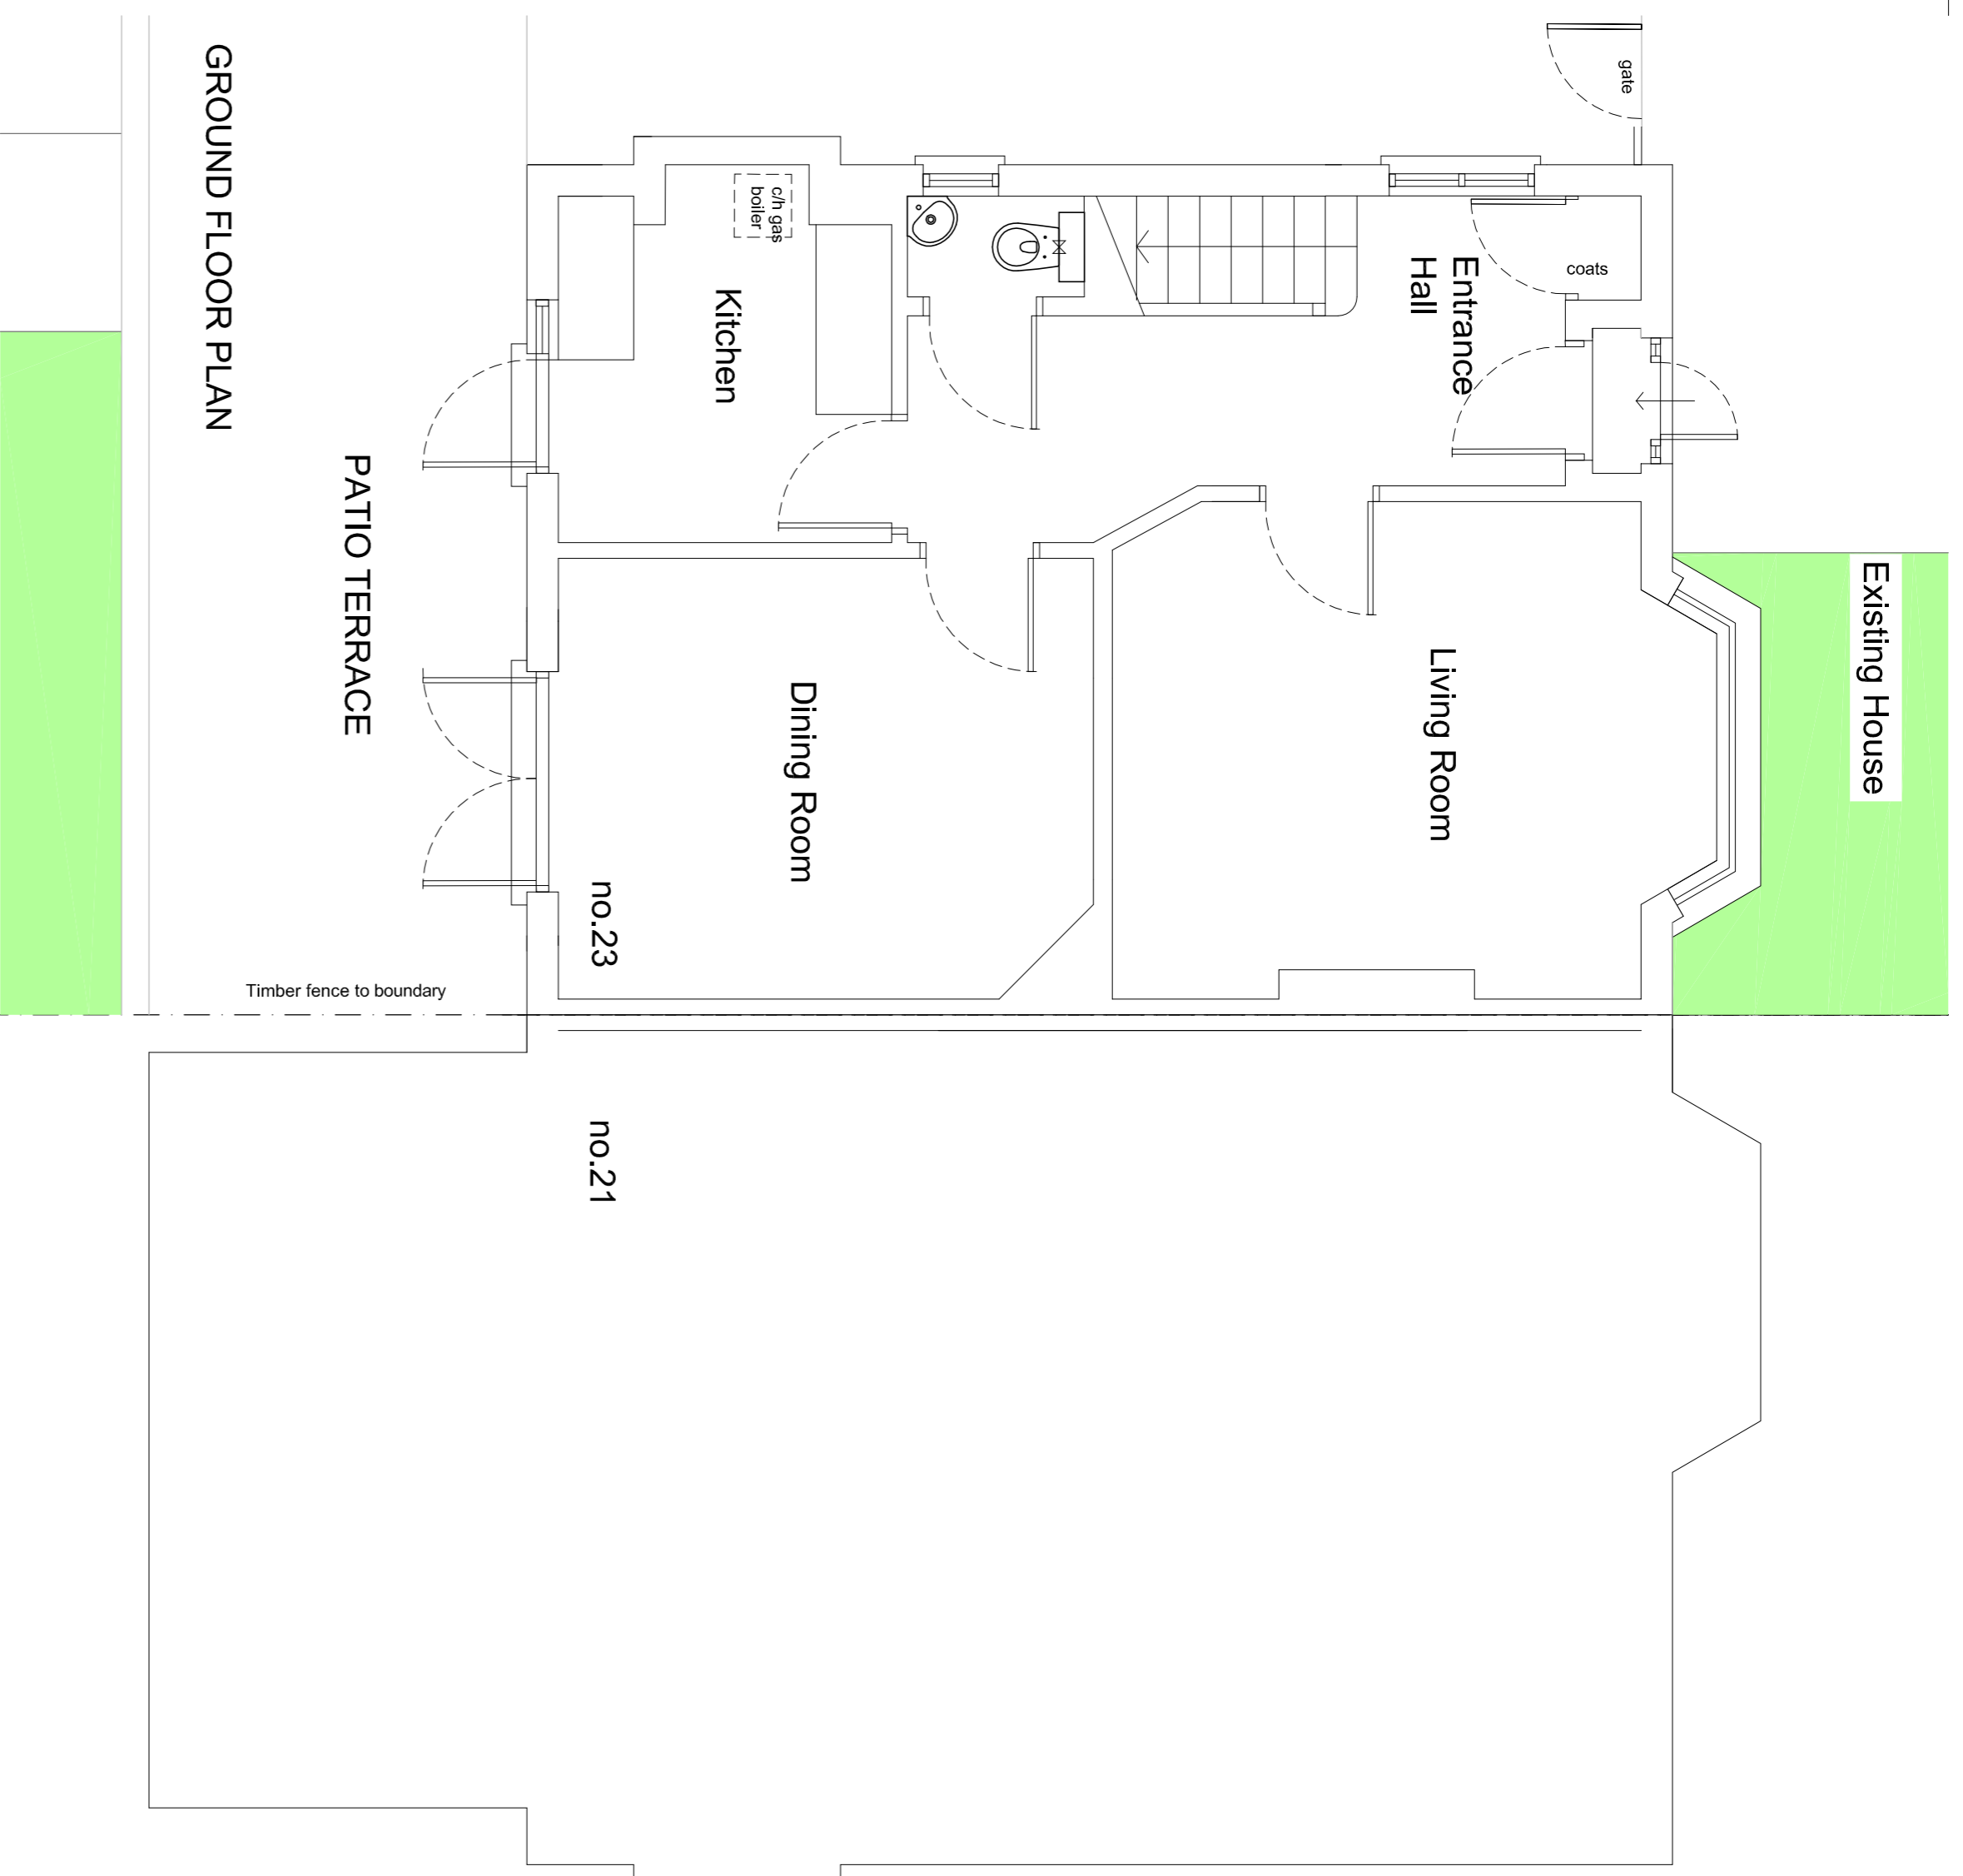 Existing House
gate
coats
Entrance
Hall
Living Room
Dining Room
c/h gas
boiler
Kitchen
no.23
no.21
PATIO TERRACE
GROUND FLOOR PLAN
Timber fence to boundary